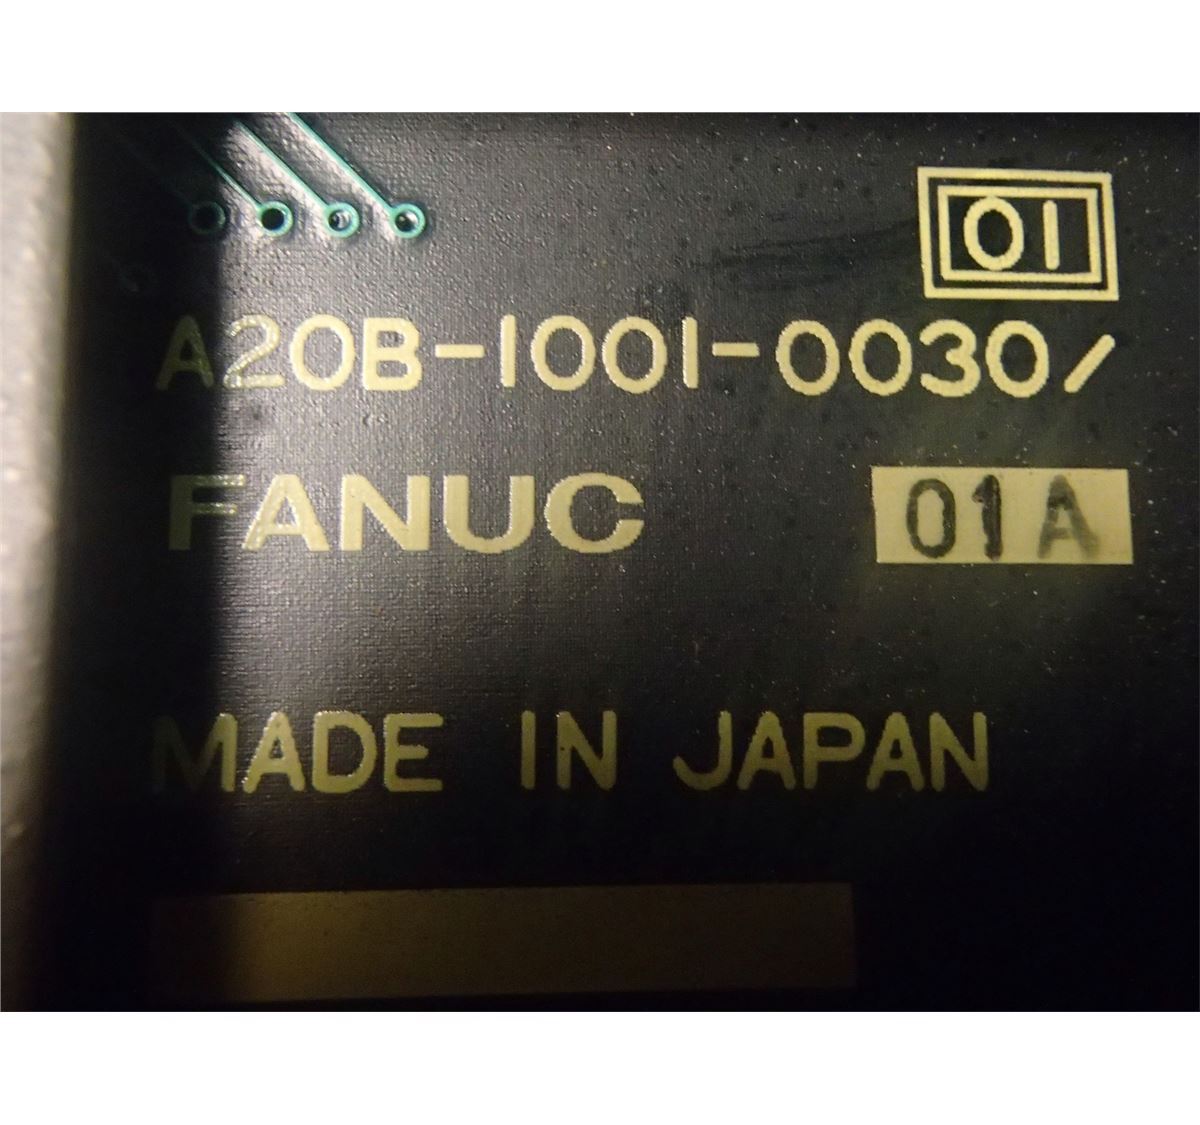 01
A20B-1001-0030/
FANUC 01A
MADE IN JAPAN